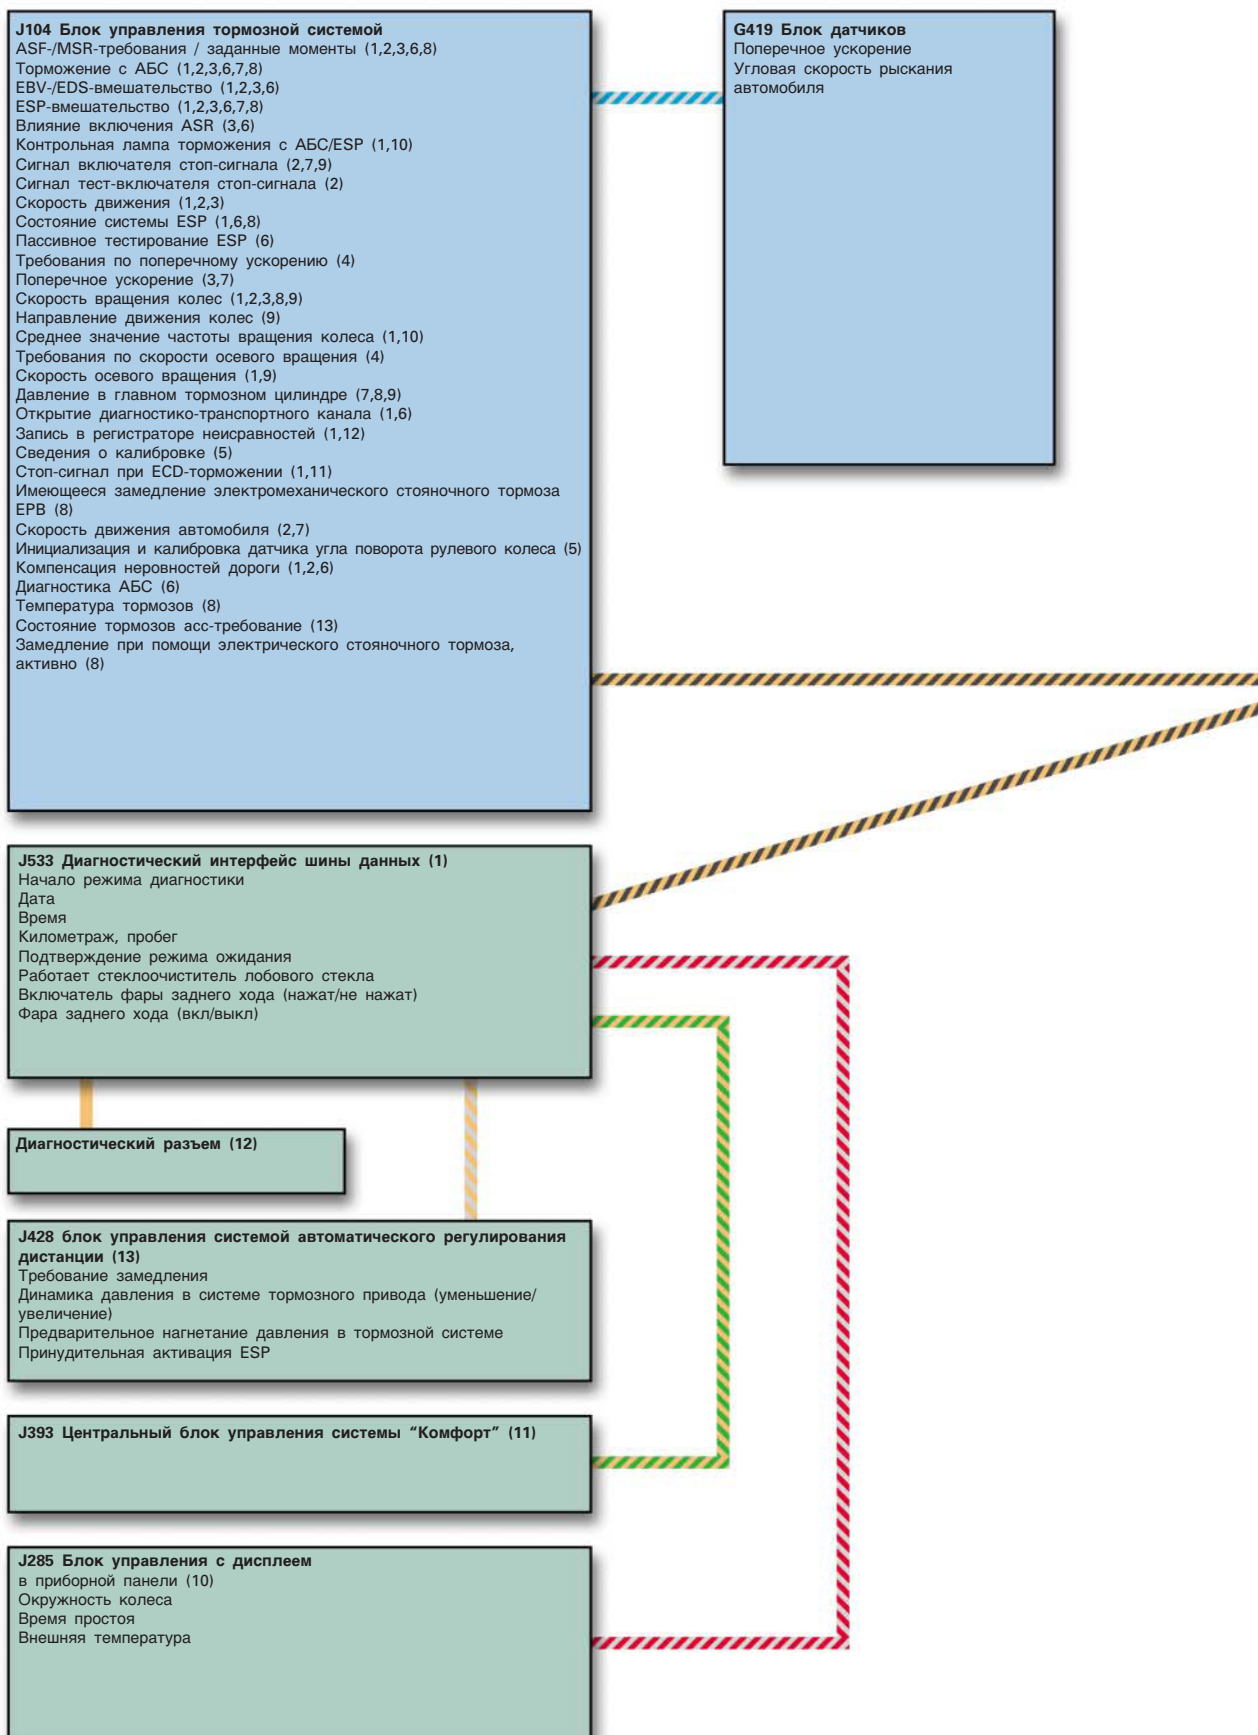 J104 Блок управления тормозной системой
ASF-/MSR-требования / заданные моменты (1,2,3,6,8)
Торможение с АБС (1,2,3,6,7,8)
EBV-/EDS-вмешательство (1,2,3,6)
ESP-вмешательство (1,2,3,6,7,8)
Влияние включения ASR (3,6)
Контрольная лампа торможения с АБС/ESP (1,10)
Сигнал включателя стоп-сигнала (2,7,9)
Сигнал тест-включателя стоп-сигнала (2)
Скорость движения (1,2,3)
Состояние системы ESP (1,6,8)
Пассивное тестирование ESP (6)
Требования по поперечному ускорению (4)
Поперечное ускорение (3,7)
Скорость вращения колес (1,2,3,8,9)
Направление движения колес (9)
Среднее значение частоты вращения колеса (1,10)
Требования по скорости осевого вращения (4)
Скорость осевого вращения (1,9)
Давление в главном тормозном цилиндре (7,8,9)
Открытие диагностико-транспортного канала (1,6)
Запись в регистраторе неисравностей (1,12)
Сведения о калибровке (5)
Стоп-сигнал при ECD-торможении (1,11)
Имеющееся замедление электромеханического стояночного тормоза
EPB (8)
Скорость движения автомобиля (2,7)
Инициализация и калибровка датчика угла поворота рулевого колеса (5)
Компенсация неровностей дороги (1,2,6)
Диагностика АБС (6)
Температура тормозов (8)
Состояние тормозов асс-требование (13)
Замедление при помощи электрического стояночного тормоза,
активно (8)
G419 Блок датчиков
Поперечное ускорение
Угловая скорость рыскания
автомобиля
J533 Диагностический интерфейс шины данных (1)
Начало режима диагностики
Дата
Время
Километраж, пробег
Подтверждение режима ожидания
Работает стеклоочиститель лобового стекла
Включатель фары заднего хода (нажат/не нажат)
Фара заднего хода (вкл/выкл)
Диагностический разъем (12)
J428 блок управления системой автоматического регулирования
дистанции (13)
Требование замедления
Динамика давления в системе тормозного привода (уменьшение/
увеличение)
Предварительное нагнетание давления в тормозной системе
Принудительная активация ESP
J393 Центральный блок управления системы “Комфорт” (11)
J285 Блок управления с дисплеем
в приборной панели (10)
Окружность колеса
Время простоя
Внешняя температура